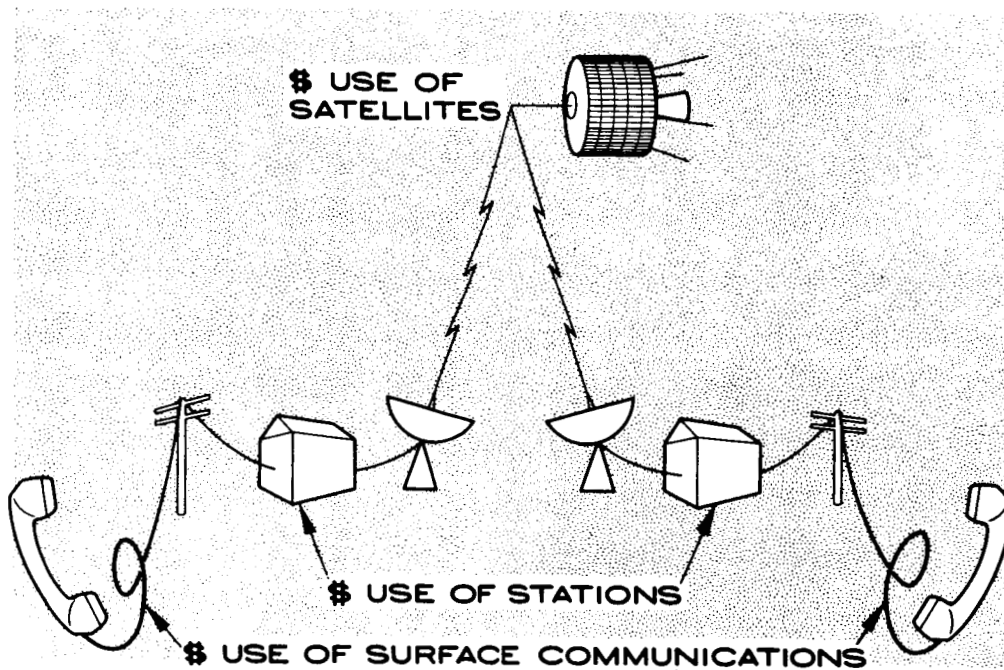 $ USE OF
SATELLITES
$ USE OF STATIONS
$ USE OF SURFACE COMMUNICATIONS